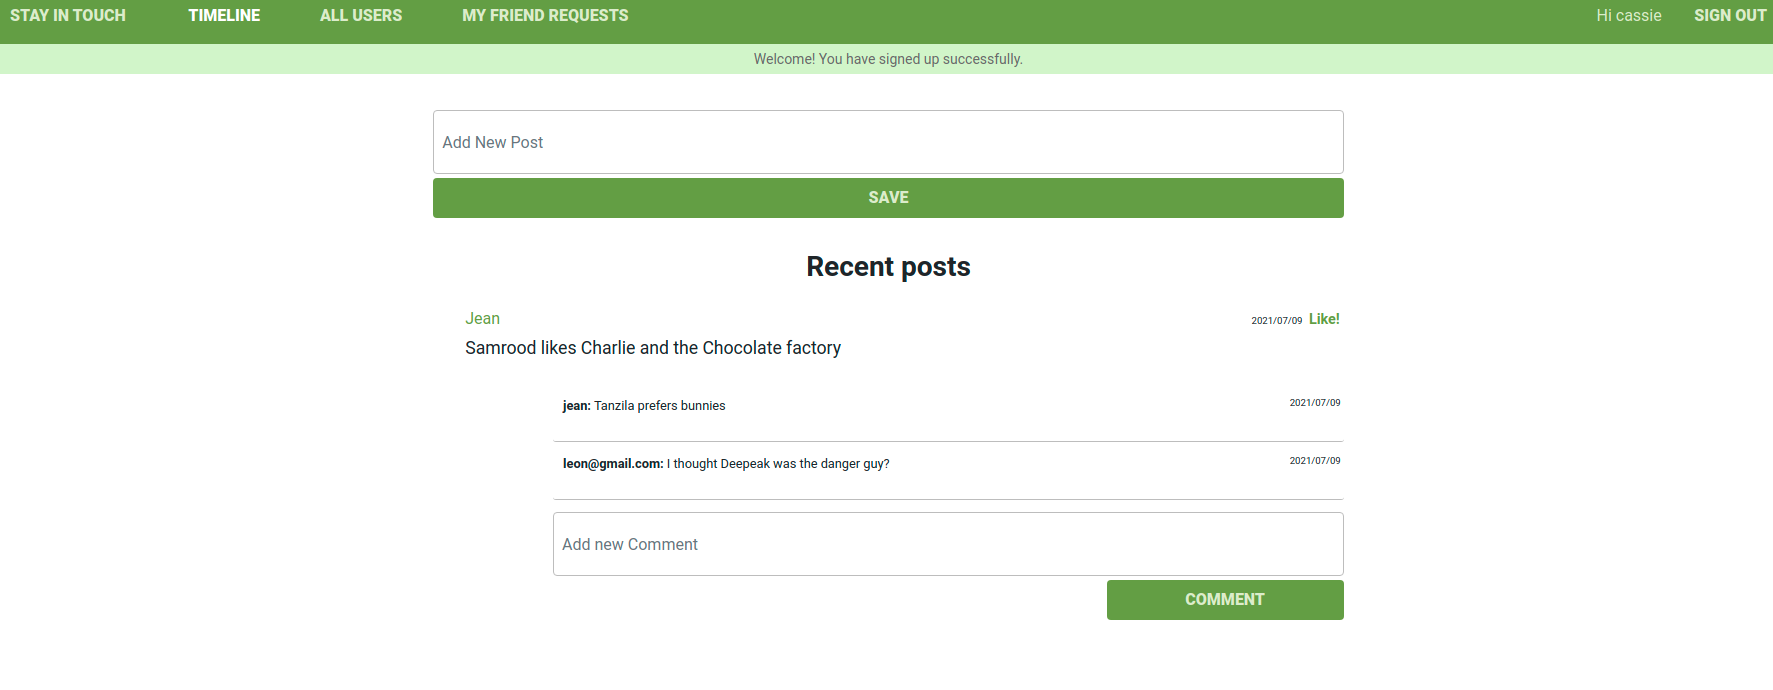 STAY IN TOUCH TIMELINE ALL USERS MY FRIEND REQUESTS Hi cassie SIGN OUT
Welcome! You have signed up successfully.
Add New Post
SAVE
Recent posts
Jean 2021/07/09 Like!
Samrood likes Charlie and the Chocolate factory
jean: Tanzila prefers bunnies 2021/07/09
leon@gmail.com: I thought Deepeak was the danger guy? 2021/07/09
Add new Comment
COMMENT